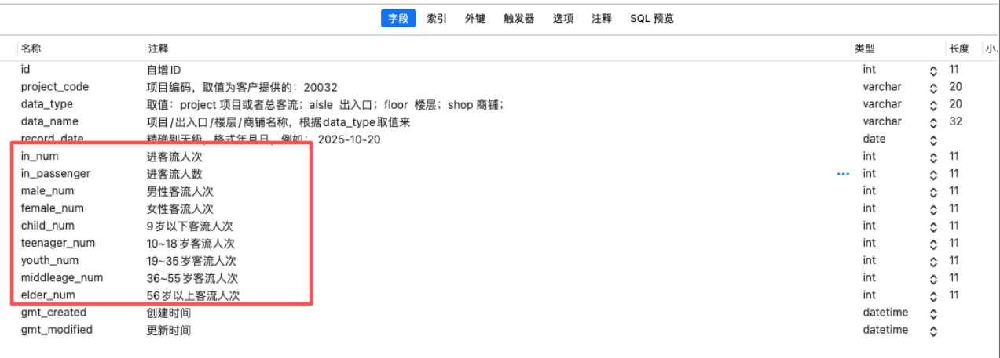 字段 索引 外键 触发器 选项 注释 SQL 预览
名称 注释 类型 长度 小
id 自增ID int 11
project_code 项目编码，取值为客户提供的：20032 varchar 20
data_type 取值：project 项目或者总客流；aisle 出入口；floor 楼层；shop 商铺； varchar 20
data_name 项目/出入口/楼层/商铺名称，根据data_type取值来 varchar 32
record_date 精确到天级，格式年月日，例如： 2025-10-20 date
in_num 进客流人次 int 11
in_passenger 进客流人数 int 11
male_num 男性客流人次 int 11
female_num 女性客流人次 int 11
child_num 9岁以下客流人次 int 11
teenager_num 10~18岁客流人次 int 11
youth_num 19~35岁客流人次 int 11
middleage_num 36~55岁客流人次 int 11
elder_num 56岁以上客流人次 int 11
gmt_created 创建时间 datetime
gmt_modified 更新时间 datetime